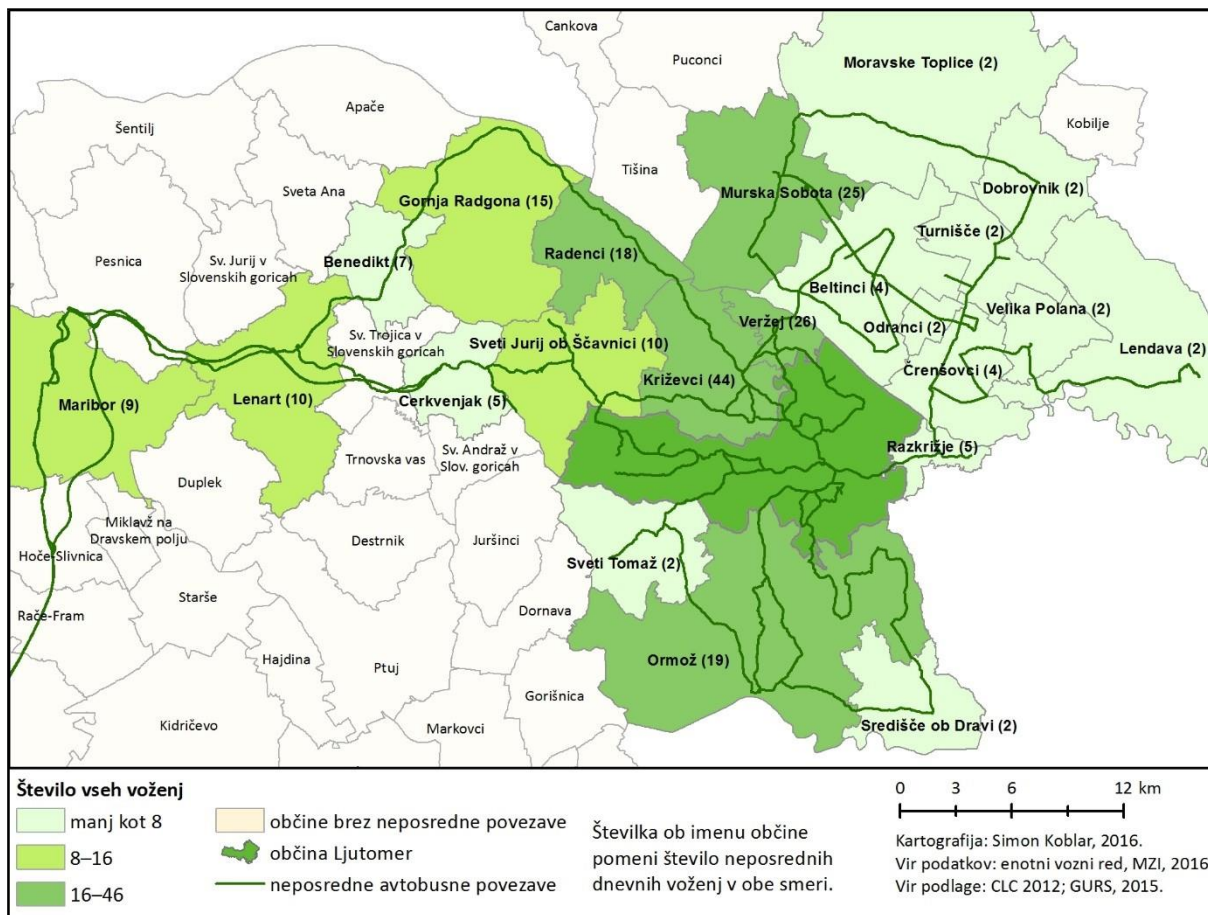 Cankova
Puconci
Moravske Toplice (2)
Apače
Šentilj
Kobilje
Tišina
Sveta Ana
Dobrovnik (2)
Murska Sobota (25)
Gornja Radgona (15)
Turnišče (2)
Radenci (18)
Pesnica
Sv. Jurij v
Slovenskih goricah
Benedikt (7)
Beltinci (4)
Velika Polana (2)
Veržej (26)
Odranci (2)
Sv. Trojica v
Slovenskih goricah
Sveti Jurij ob Ščavnici (10)
Lendava (2)
Črenšovci (4)
Križevci (44)
Maribor (9)
Lenart (10)
Cerkvenjak (5)
Razkrižje (5)
Trnovska vas
Sv. Andraž v
Slov. goricah
Duplek
Miklavž na
Dravskem polju
Hoče-Slivnica
Destrnik
Juršinci
Sveti Tomaž (2)
Starše
Rače-Fram
Dornava
Hajdina
Ptuj
Ormož (19)
Gorišnica
Kidričevo
Markovci
Središče ob Dravi (2)
Število vseh voženj
manj kot 8
8–16
16–46
občine brez neposredne povezave
občina Ljutomer
neposredne avtobusne povezave
Številka ob imenu občine
pomeni število neposrednih
dnevnih voženj v obe smeri.
0 3 6 12 km
Kartografija: Simon Koblar, 2016.
Vir podatkov: enotni vozni red, MZI, 2016
Vir podlage: CLC 2012; GURS, 2015.